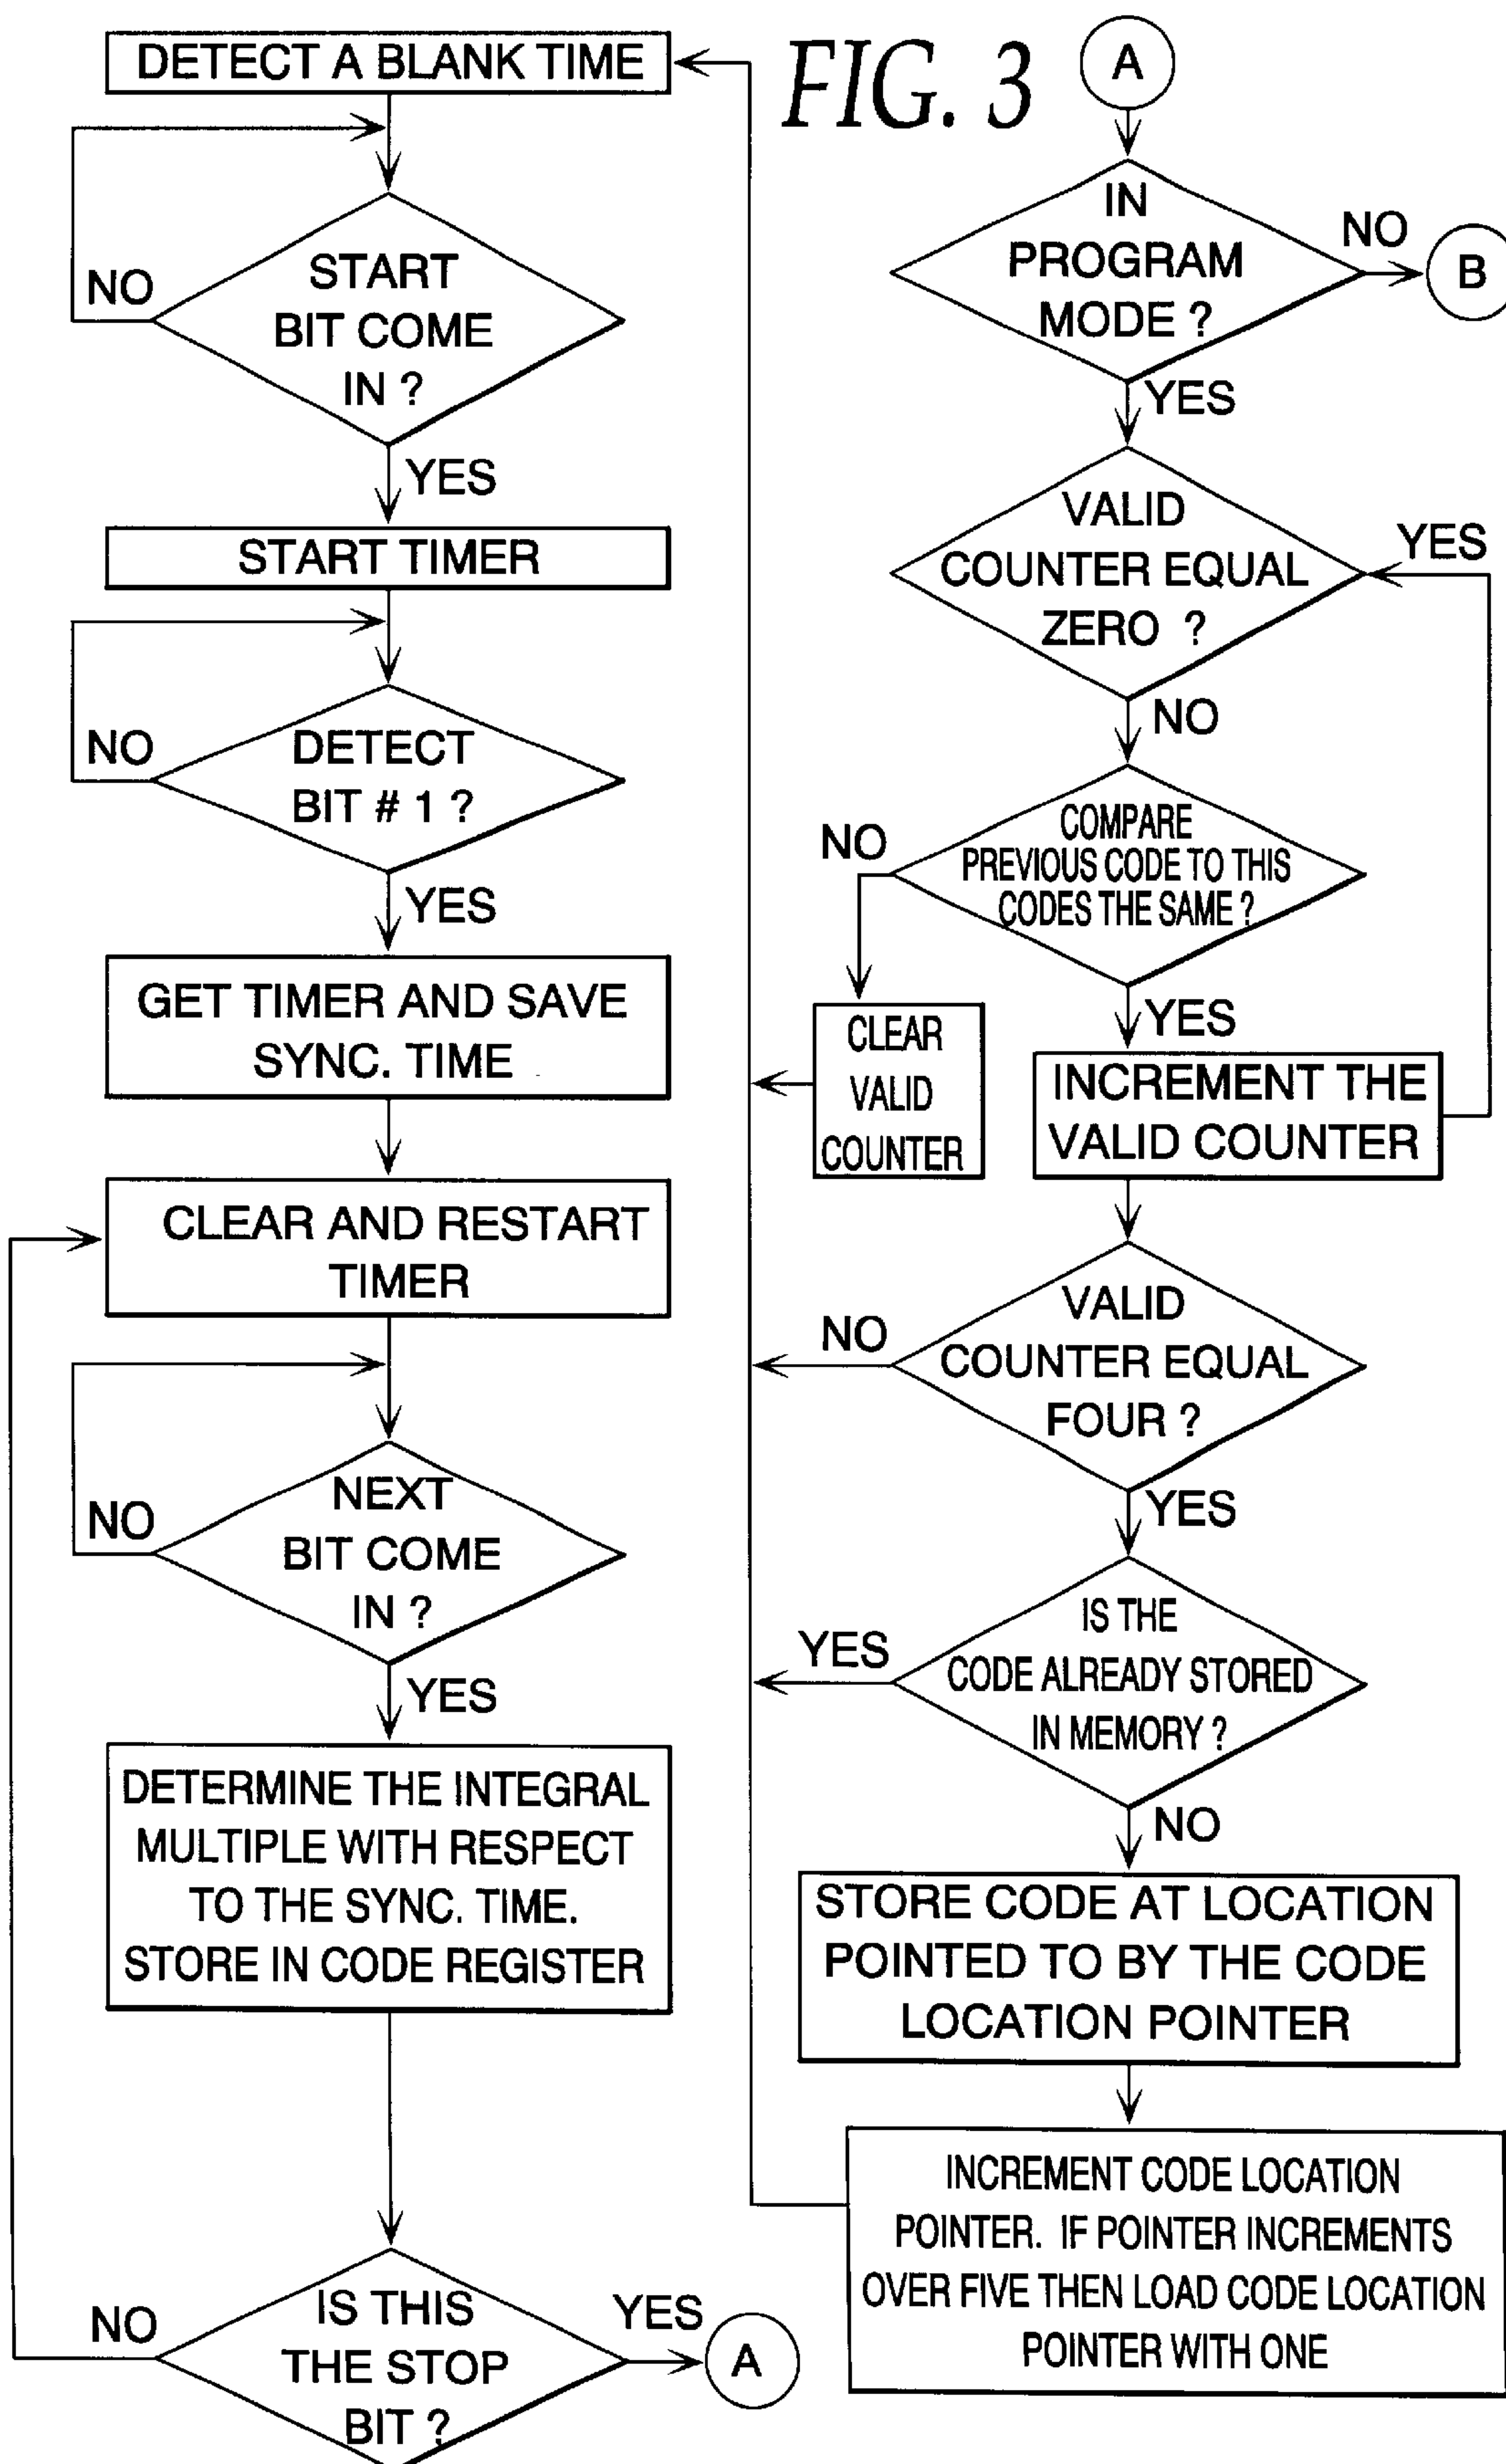 FIG. 3
DETECT A BLANK TIME
START
BIT COME
IN ?
NO
YES
START TIMER
DETECT
BIT # 1 ?
NO
YES
GET TIMER AND SAVE
SYNC. TIME
CLEAR AND RESTART
TIMER
NEXT
BIT COME
IN ?
NO
YES
DETERMINE THE INTEGRAL
MULTIPLE WITH RESPECT
TO THE SYNC. TIME.
STORE IN CODE REGISTER
IS THIS
THE STOP
BIT ?
NO
YES
A
A
IN
PROGRAM
MODE ?
NO
B
YES
VALID
COUNTER EQUAL
ZERO ?
YES
NO
COMPARE
PREVIOUS CODE TO THIS
CODES THE SAME ?
NO
CLEAR
VALID
COUNTER
YES
INCREMENT THE
VALID COUNTER
VALID
COUNTER EQUAL
FOUR ?
NO
YES
IS THE
CODE ALREADY STORED
IN MEMORY ?
YES
NO
STORE CODE AT LOCATION
POINTED TO BY THE CODE
LOCATION POINTER
INCREMENT CODE LOCATION
POINTER. IF POINTER INCREMENTS
OVER FIVE THEN LOAD CODE LOCATION
POINTER WITH ONE